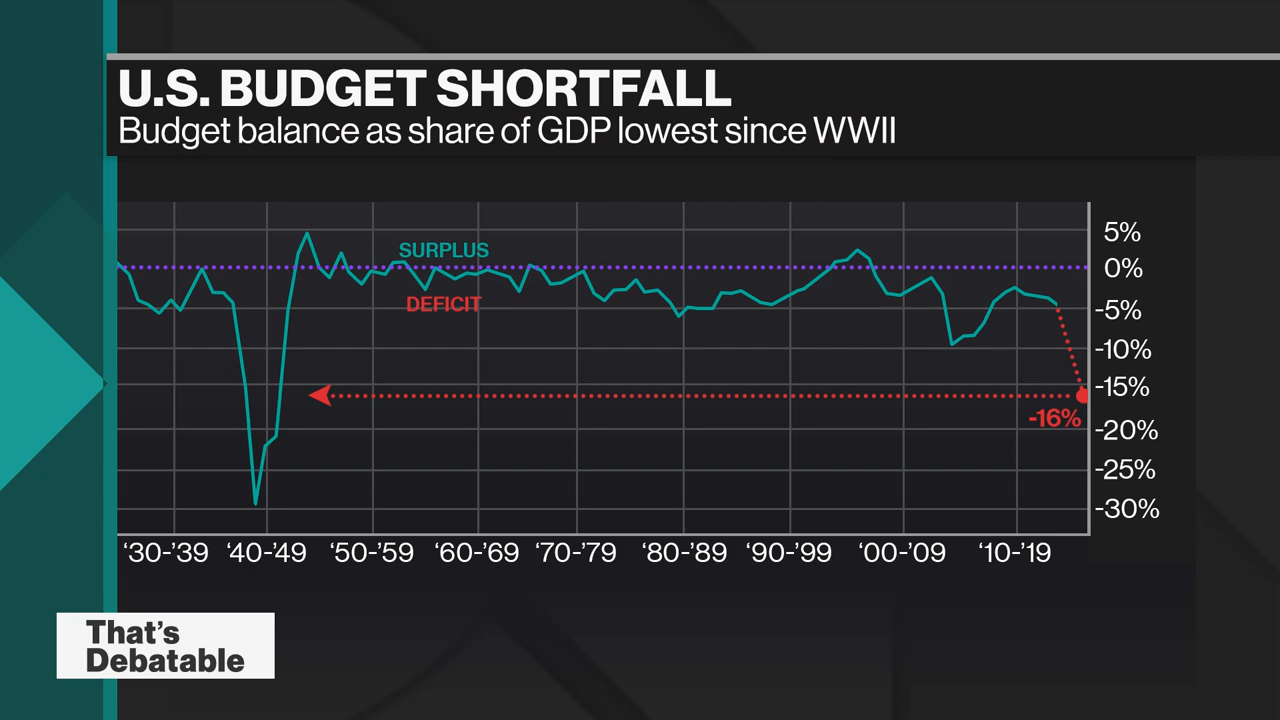 U.S. BUDGET SHORTFALL
Budget balance as share of GDP lowest since WWII
SURPLUS
DEFICIT
5%
0%
-5%
-10%
-15%
-16%
-20%
-25%
-30%
‘30-’39 ‘40-’49 ‘50-’59 ‘60-’69 ‘70-’79 ‘80-’89 ‘90-’99 ‘00-’09 ‘10-’19
That’s
Debatable